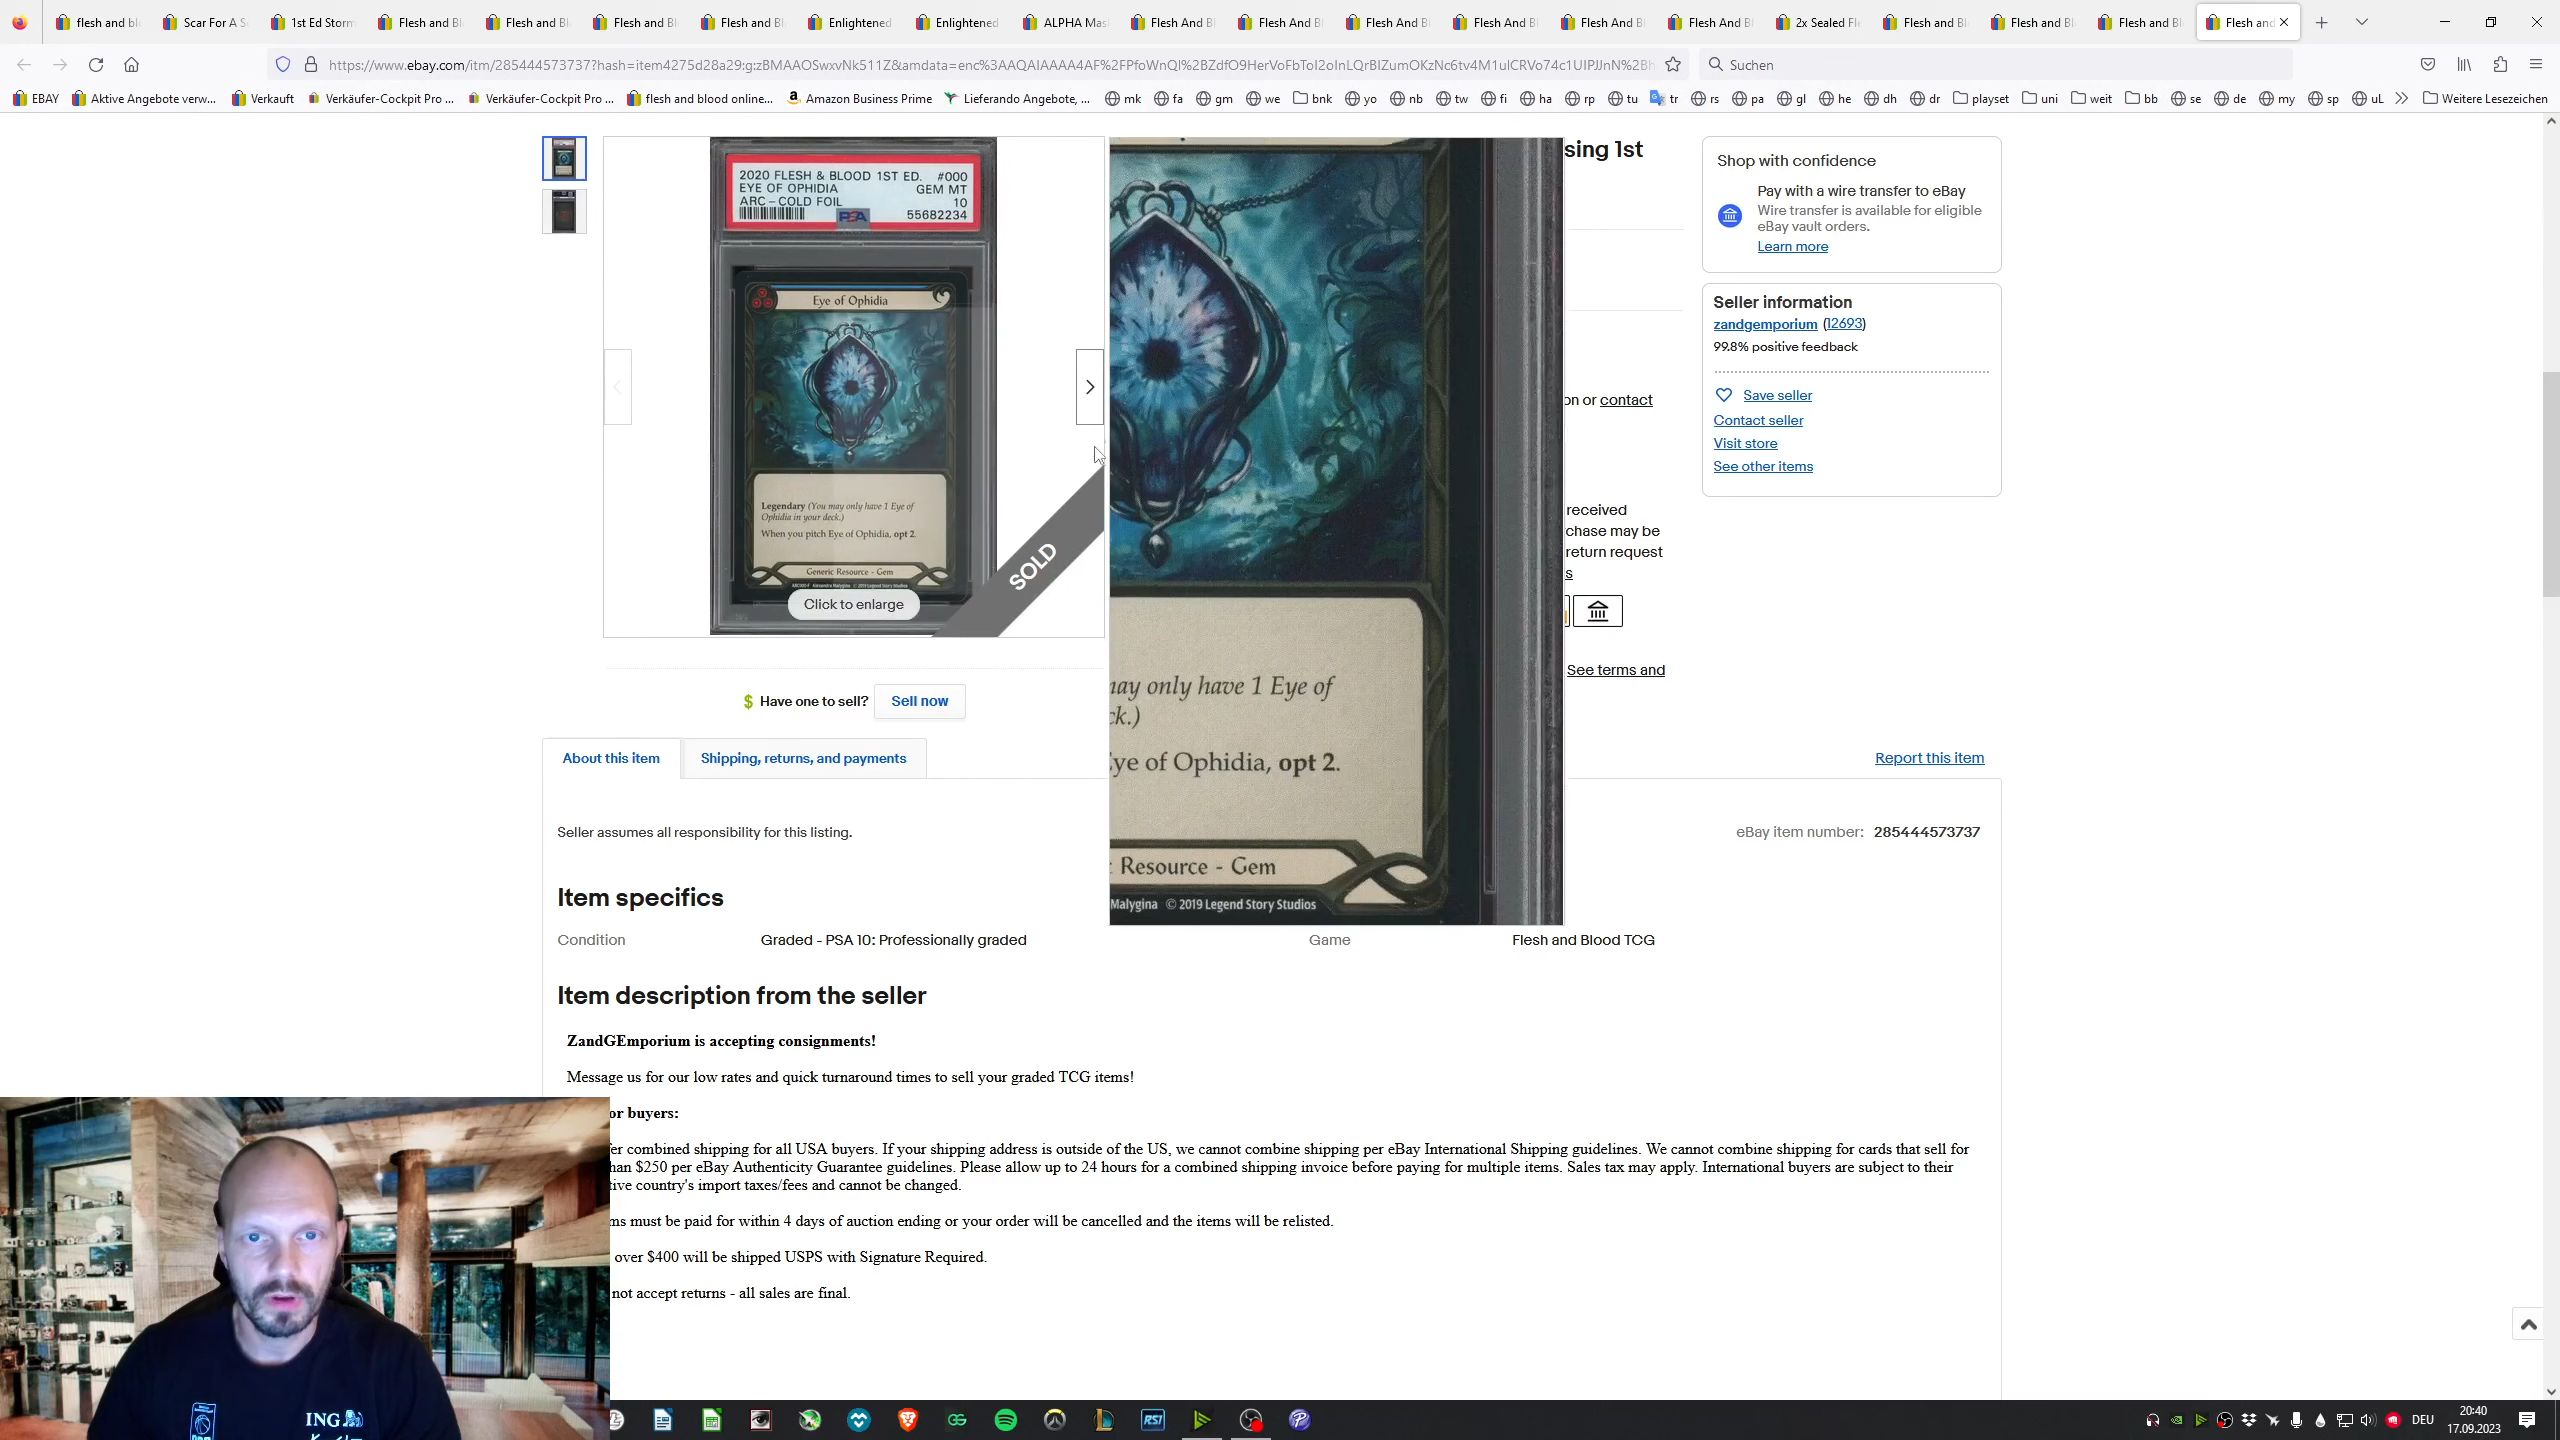 flesh and bl
Scar For A S
1st Ed Storm
Flesh and Bl
Flesh and Bl
Flesh and Bl
Flesh and Bl
Enlightened
Enlightened
ALPHA Mas
Flesh And B
Flesh And B
Flesh And B
Flesh And B
Flesh And B
Flesh And B
2x Sealed Fle
Flesh and Bl
Flesh and Bl
Flesh and Bl
Flesh and
Suchen
EBAY
Aktive Angebote verw...
Verkauft
Verkäufer-Cockpit Pro ...
Verkäufer-Cockpit Pro ...
flesh and blood online...
Amazon Business Prime
Lieferando Angebote, ...
mk
fa
gm
we
bnk
yo
nb
tw
fi
ha
rp
tu
tr
rs
pa
gl
he
dh
dr
playset
uni
weit
bb
se
de
my
sp
uL
Weitere Lesezeichen
2020 FLESH & BLOOD 1ST ED. #000
EYE OF OPHIDIA GEM MT
ARC - COLD FOIL 10
PSA 55682234
Eye of Ophidia
Legendary (You may only have 1 Eye of
Ophidia in your deck.)
When you pitch Eye of Ophidia, opt 2.
Generic Resource - Gem
SOLD
Click to enlarge
may only have 1 Eye of
ck.)
Eye of Ophidia, opt 2.
Resource - Gem
Malygina © 2019 Legend Story Studios
sing 1st
on or contact
received
chase may be
return request
s
See terms and
Shop with confidence
Pay with a wire transfer to eBay
Wire transfer is available for eligible
eBay vault orders.
Learn more
Seller information
zandgemporium (12693)
99.8% positive feedback
Save seller
Contact seller
Visit store
See other items
Have one to sell? Sell now
About this item
Shipping, returns, and payments
Report this item
Seller assumes all responsibility for this listing.
eBay item number: 285444573737
Item specifics
Condition Graded - PSA 10: Professionally graded
Game Flesh and Blood TCG
Item description from the seller
ZandGEmporium is accepting consignments!
Message us for our low rates and quick turnaround times to sell your graded TCG items!
or buyers:
er combined shipping for all USA buyers. If your shipping address is outside of the US, we cannot combine shipping per eBay International Shipping guidelines. We cannot combine shipping for cards that sell for
han $250 per eBay Authenticity Guarantee guidelines. Please allow up to 24 hours for a combined shipping invoice before paying for multiple items. Sales tax may apply. International buyers are subject to their
tive country's import taxes/fees and cannot be changed.
ms must be paid for within 4 days of auction ending or your order will be cancelled and the items will be relisted.
over $400 will be shipped USPS with Signature Required.
not accept returns - all sales are final.
ING
RSI
DEU
20:40
17.09.2023